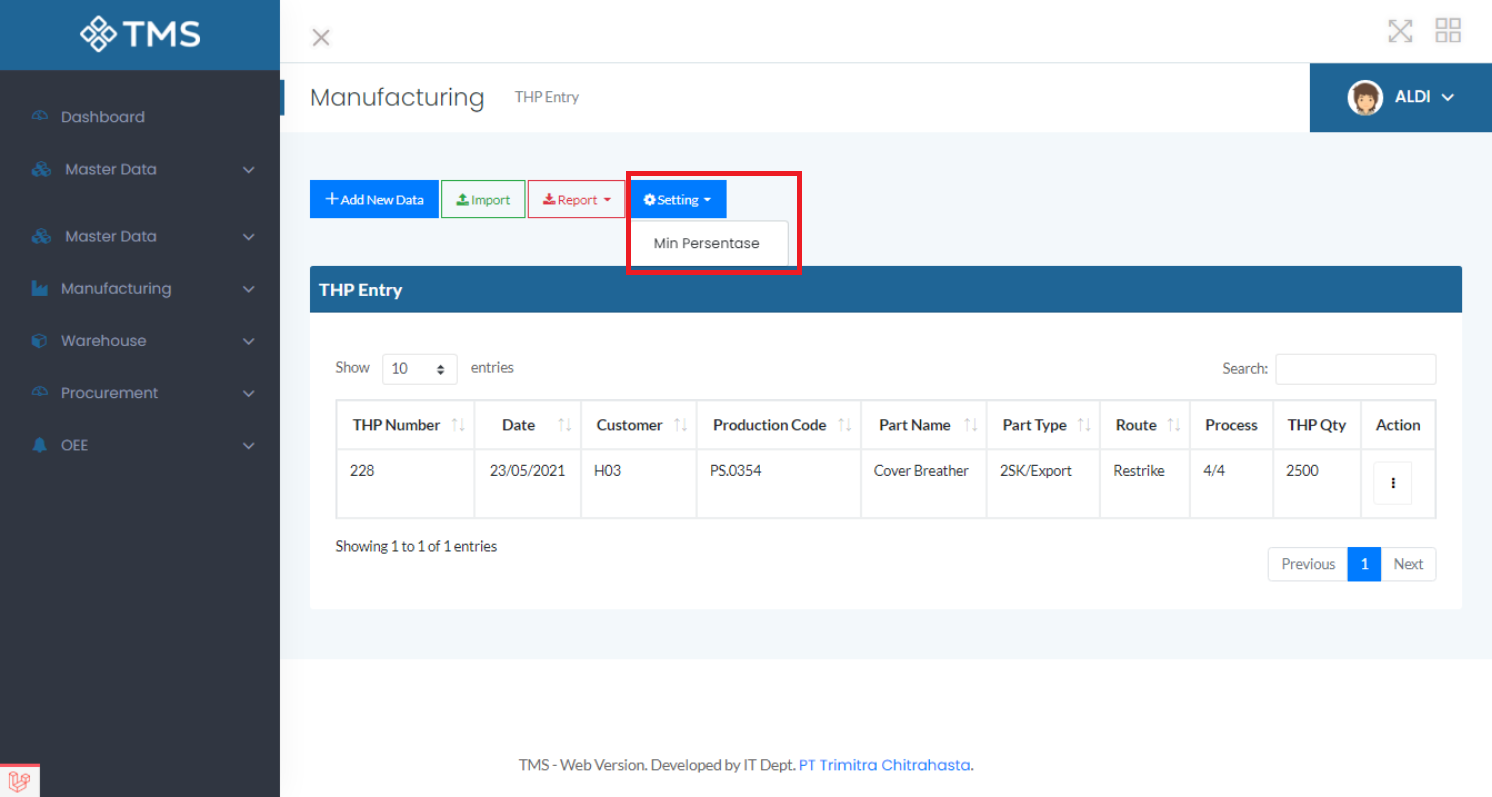 TMS
Dashboard
Master Data
Master Data
Manufacturing
Warehouse
Procurement
OEE
Manufacturing THP Entry
ALDI
Add New Data Import Report Setting
Min Persentase
THP Entry
Show 10 entries
Search:
THP Number Date Customer Production Code Part Name Part Type Route Process THP Qty Action
228 23/05/2021 H03 PS.0354 Cover Breather 2SK/Export Restrike 4/4 2500
Showing 1 to 1 of 1 entries
Previous 1 Next
TMS - Web Version. Developed by IT Dept. PT Trimitra Chitrahasta.